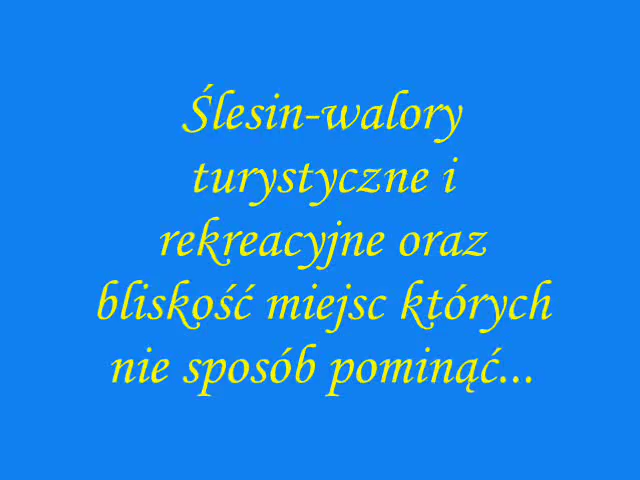 Ślesin-walory
turystyczne i
rekreacyjne oraz
bliskość miejsc których
nie sposób pominąć...